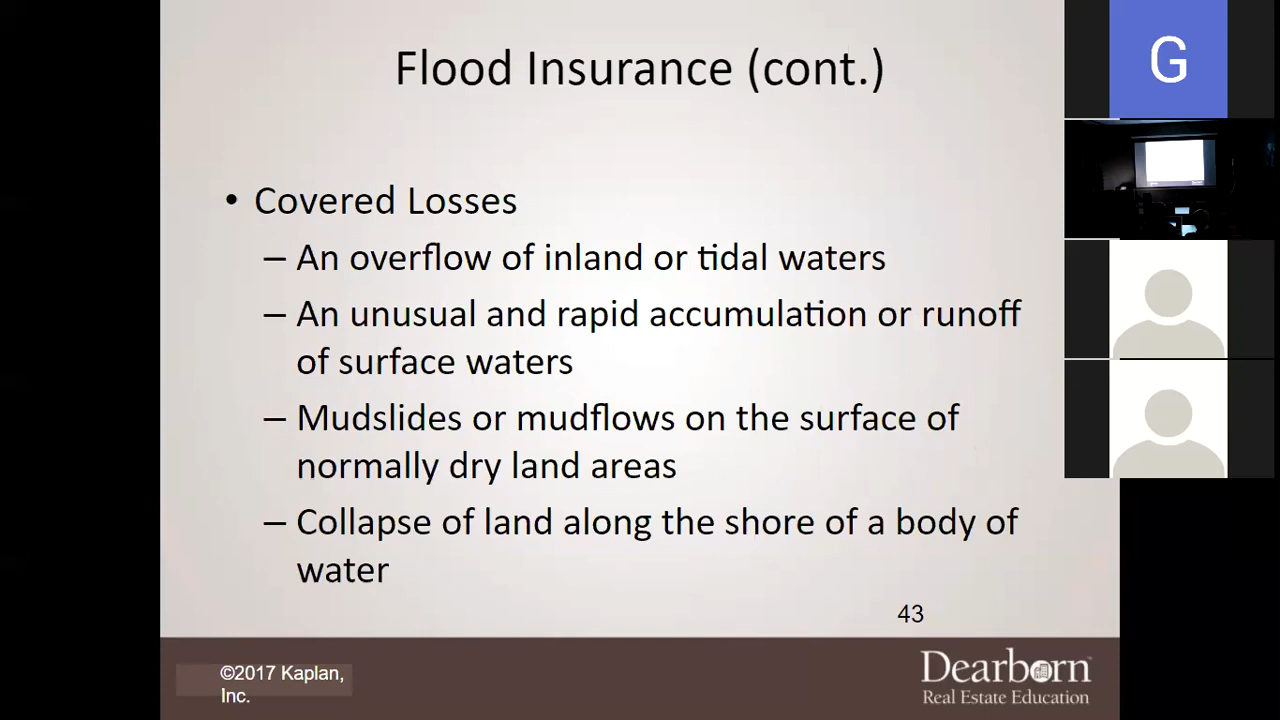 Flood Insurance (cont.)
G
• Covered Losses
– An overflow of inland or tidal waters
– An unusual and rapid accumulation or runoff
of surface waters
– Mudslides or mudflows on the surface of
normally dry land areas
– Collapse of land along the shore of a body of
water
43
©2017 Kaplan,
Inc.
Dearborn™
Real Estate Education